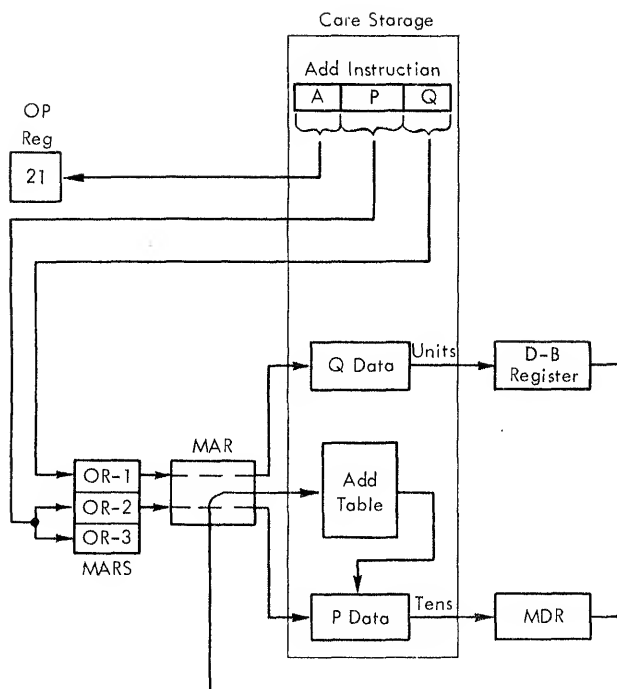 Care Starage
Add Instruction
A P Q
OP
Reg
21
Q Data
Units
D-B
Register
MAR
OR-1
OR-2
OR-3
MARS
Add
Table
P Data
Tens
MDR